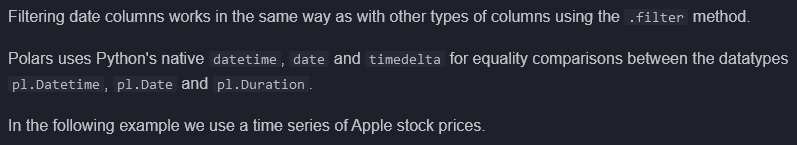 Filtering date columns works in the same way as with other types of columns using the .filter method.
Polars uses Python's native datetime, date and timedelta for equality comparisons between the datatypes
pl.Datetime, pl.Date and pl.Duration.
In the following example we use a time series of Apple stock prices.